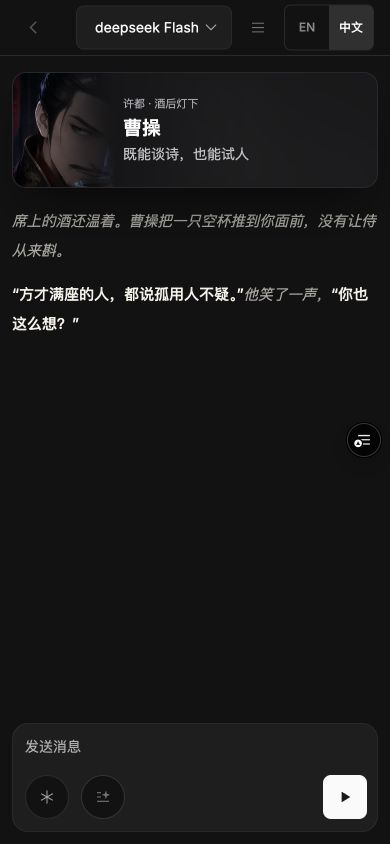 deepseek Flash
EN
中文
许都 · 酒后灯下
曹操
既能谈诗，也能试人
席上的酒还温着。曹操把一只空杯推到你面前，没有让侍
从来斟。
“方才满座的人，都说孤用人不疑。”他笑了一声，“你也
这么想？”
发送消息